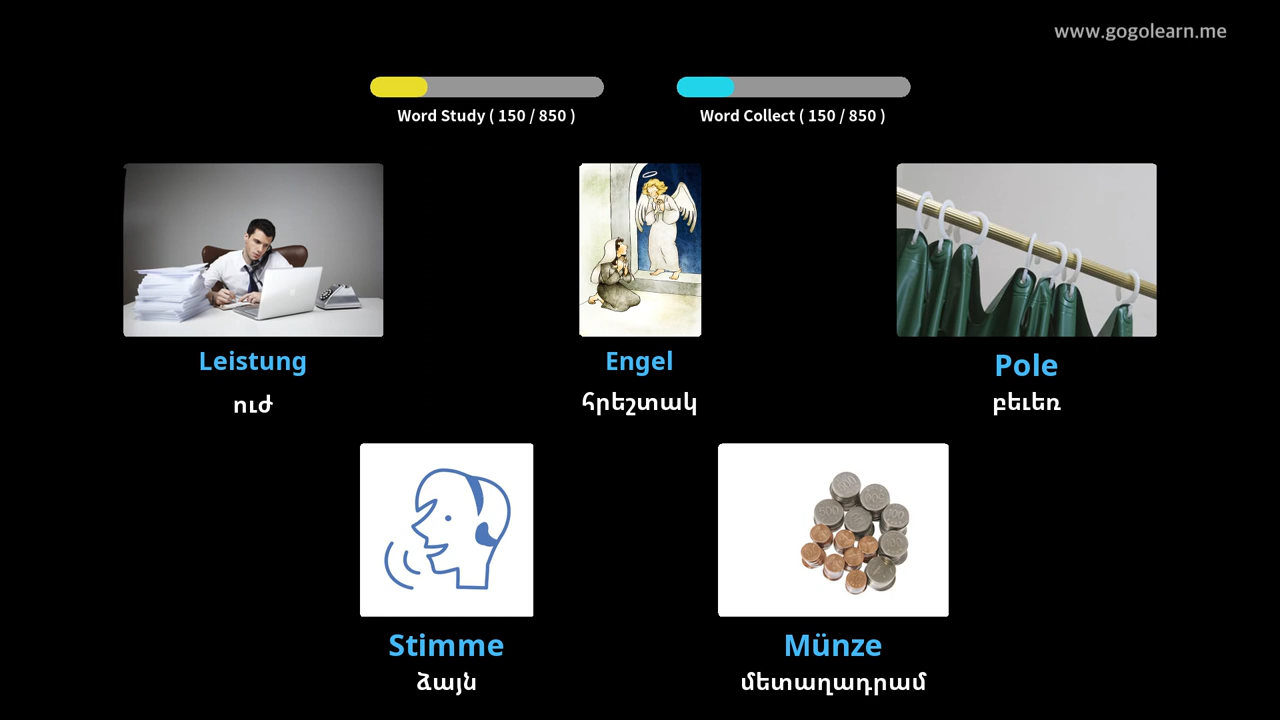 www.gogolearn.me
Word Study ( 150 / 850 )
Word Collect ( 150 / 850 )
Leistung
ուժ
Engel
հրեշտակ
Pole
բեւեռ
Stimme
ձայն
Münze
մետաղադրամ